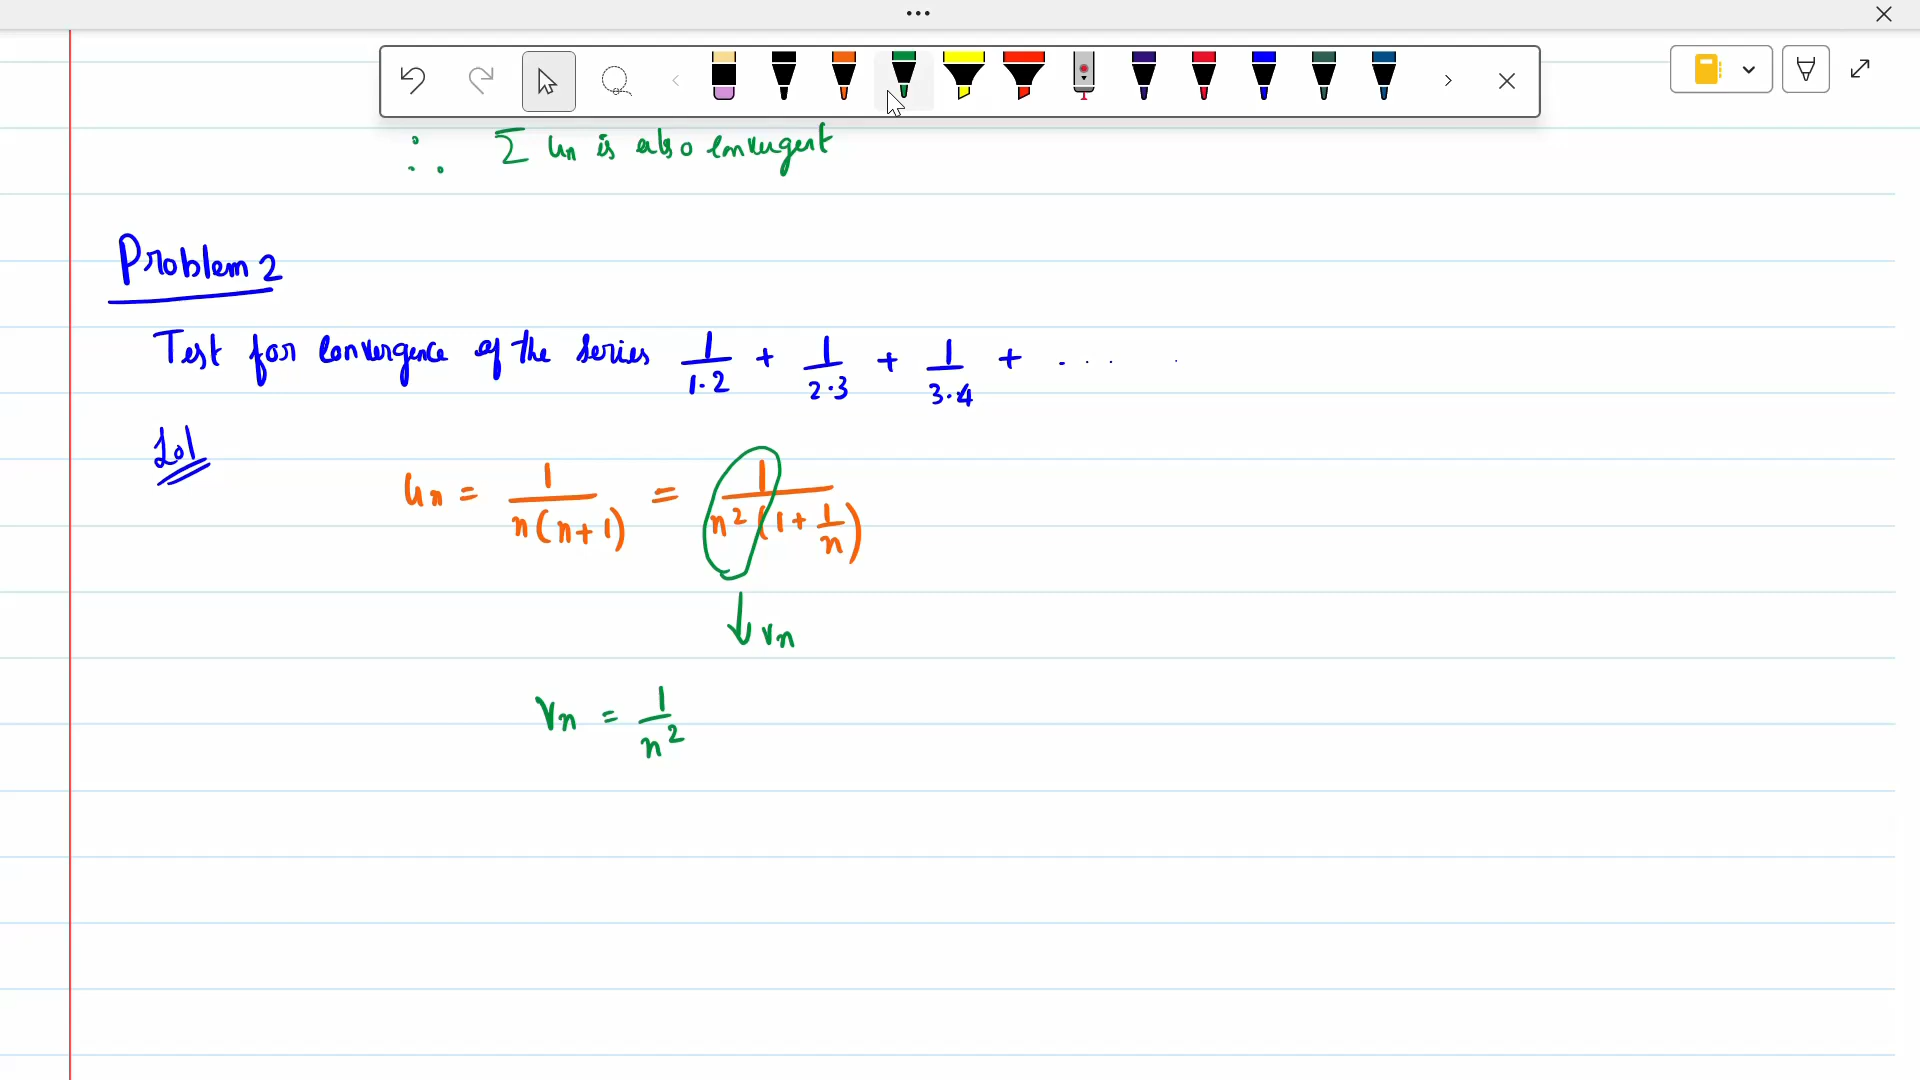 ∴ Σ un is also convergent
Problem 2
Test for convergence of the series 1/1·2 + 1/2·3 + 1/3·4 + . . . .
Sol
un = 1/n(n+1) = 1/n²(1+1/n)
↓ vn
vn = 1/n²